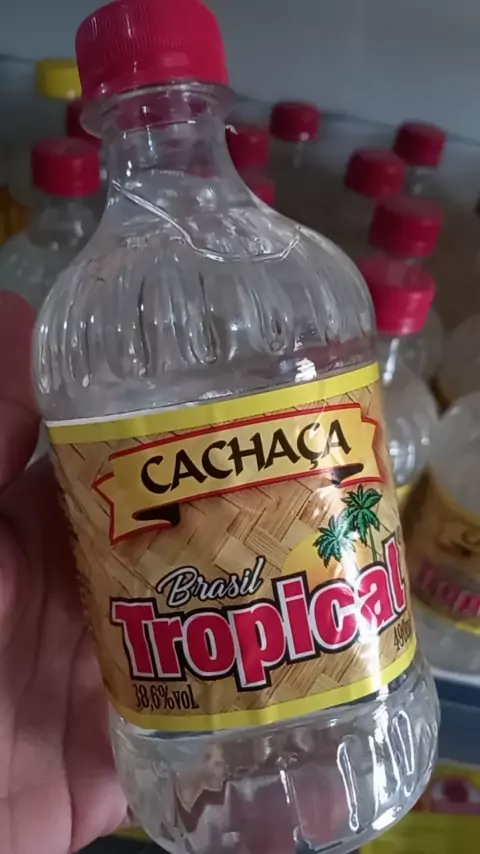 CACHAÇA
Brasil
Tropical
38,6%vol.